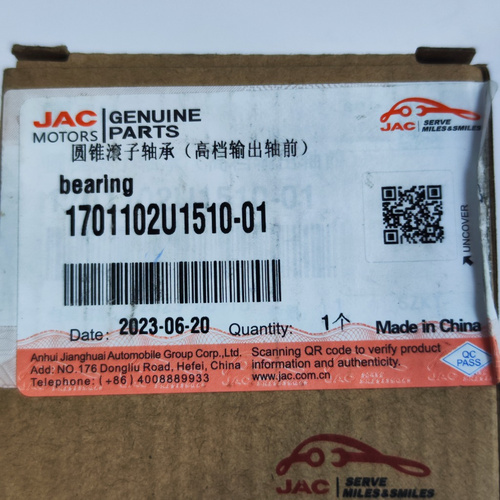 JAC MOTORS | GENUINE PARTS
JAC | SERVE MILES&SMILES
圆锥滚子轴承（高档输出轴前）
bearing
1701102U1510-01
UNCOVER
Date: 2023-06-20 Quantity: 1个 Made in China
Anhui Jianghuai Automobile Group Corp.,Ltd.
Add: NO.176 Dongliu Road, Hefei, China
Telephone: (+86) 4008889933
Scanning QR code to verify product
information and authenticity.
www.jac.com.cn
QC
PASS
JAC | SERVE MILES&SMILES